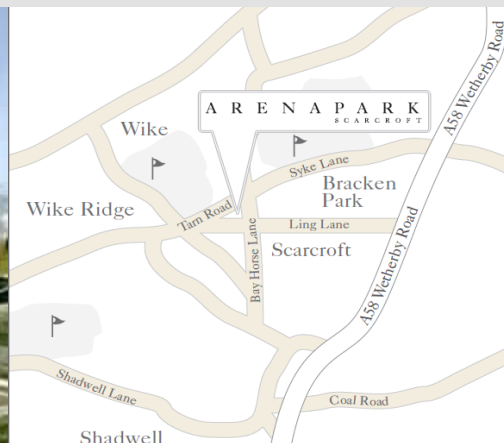 A58 Wetherby Road
ARENAPARK
SCARCROFT
Wike
Syke Lane
Bracken
Park
Wike Ridge
Tarn Road
Ling Lane
Bay Horse Lane
Scarcroft
A58 Wetherby Road
Shadwell Lane
Coal Road
Shadwell